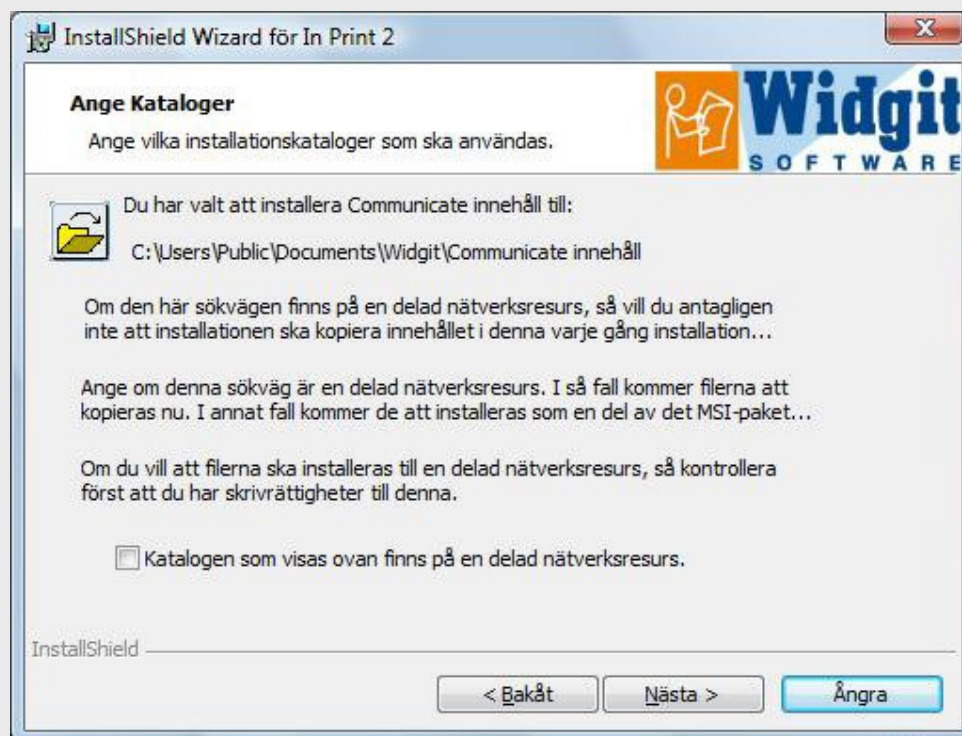 InstallShield Wizard för In Print 2
Ange Kataloger
Ange vilka installationskataloger som ska användas.
Widgit
SOFTWARE
Du har valt att installera Communicate innehåll till:
C:\Users\Public\Documents\Widgit\Communicate innehåll
Om den här sökvägen finns på en delad nätverksresurs, så vill du antagligen
inte att installationen ska kopiera innehållet i denna varje gång installation...
Ange om denna sökväg är en delad nätverksresurs. I så fall kommer filerna att
kopieras nu. I annat fall kommer de att installeras som en del av det MSI-paket...
Om du vill att filerna ska installeras till en delad nätverksresurs, så kontrollera
först att du har skrivrättigheter till denna.
Katalogen som visas ovan finns på en delad nätverksresurs.
InstallShield
< Bakåt
Nästa >
Ångra